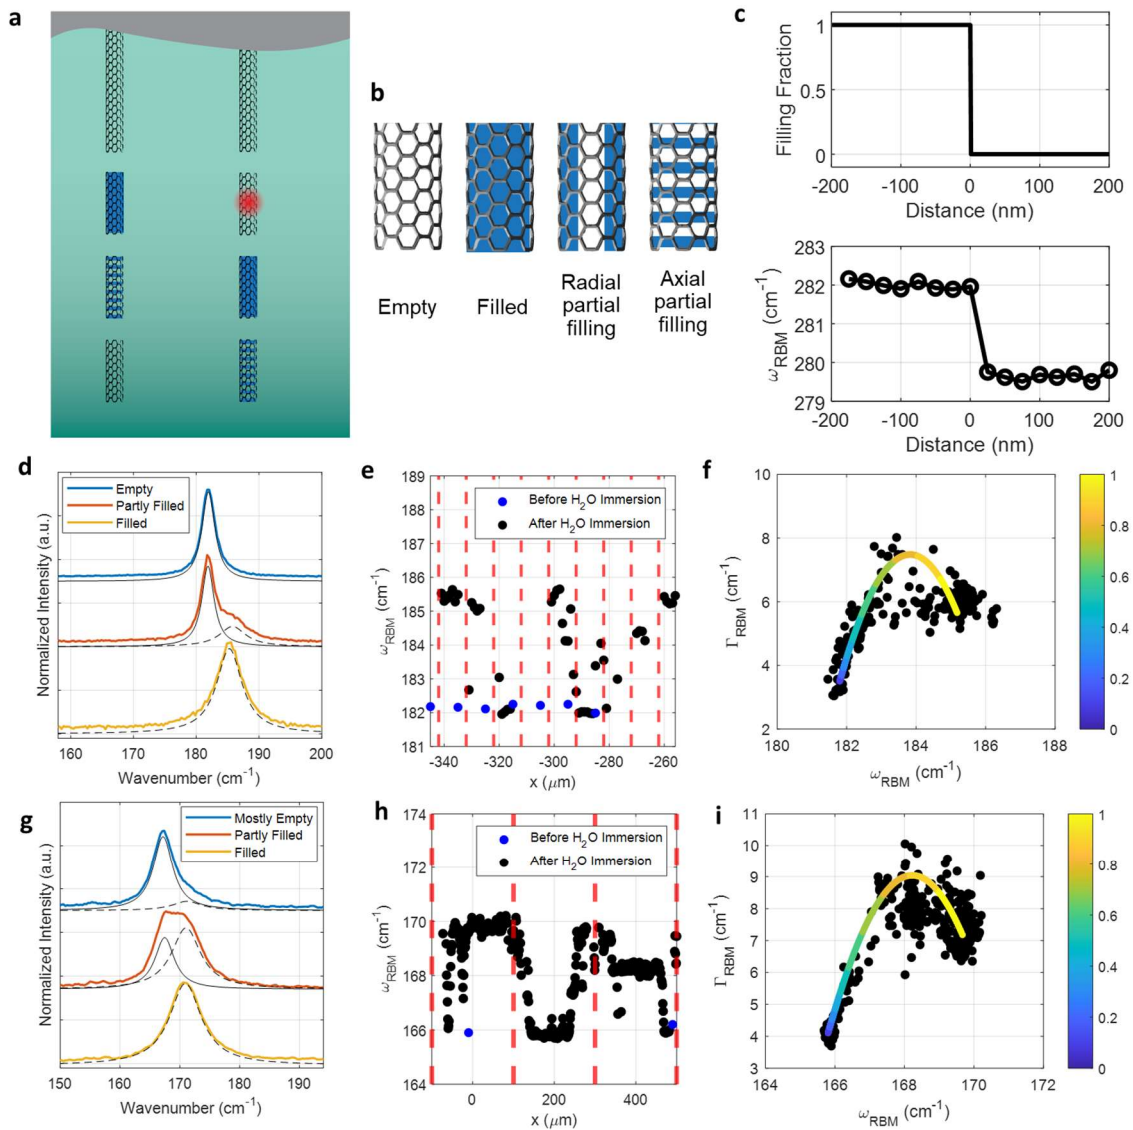 a
b
Empty
Filled
Radial
partial
filling
Axial
partial
filling
c
Filling Fraction
1
0.5
0
-200
-100
0
100
200
Distance (nm)
ω_RBM (cm⁻¹)
283
282
281
280
279
-200
-100
0
100
200
Distance (nm)
d
Normalized Intensity (a.u.)
Empty
Partly Filled
Filled
160
170
180
190
200
Wavenumber (cm⁻¹)
e
ω_RBM (cm⁻¹)
189
188
187
186
185
184
183
182
181
Before H₂O Immersion
After H₂O Immersion
-340
-320
-300
-280
-260
x (μm)
f
Γ_RBM (cm⁻¹)
10
8
6
4
2
180
182
184
186
188
ω_RBM (cm⁻¹)
1
0.8
0.6
0.4
0.2
0
g
Normalized Intensity (a.u.)
Mostly Empty
Partly Filled
Filled
150
160
170
180
190
Wavenumber (cm⁻¹)
h
ω_RBM (cm⁻¹)
174
172
170
168
166
164
Before H₂O Immersion
After H₂O Immersion
0
200
400
x (μm)
i
Γ_RBM (cm⁻¹)
11
10
9
8
7
6
5
4
3
164
166
168
170
172
ω_RBM (cm⁻¹)
1
0.8
0.6
0.4
0.2
0